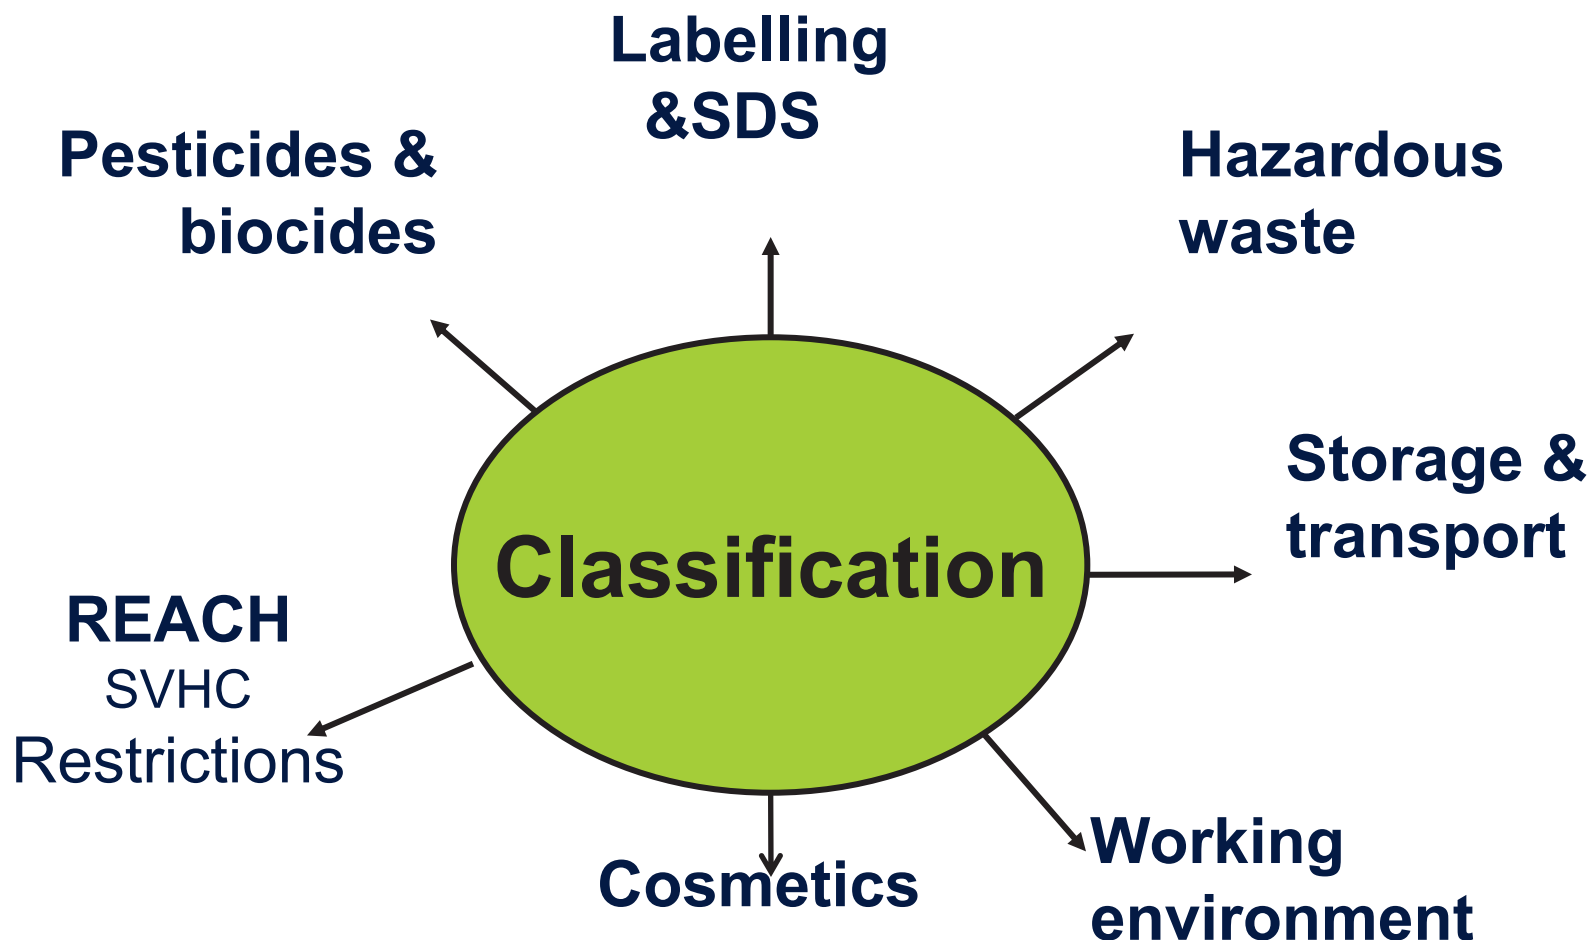 Labelling
&SDS
Pesticides &
biocides
Hazardous
waste
Storage &
transport
Classification
REACH
SVHC
Restrictions
Cosmetics
Working
environment